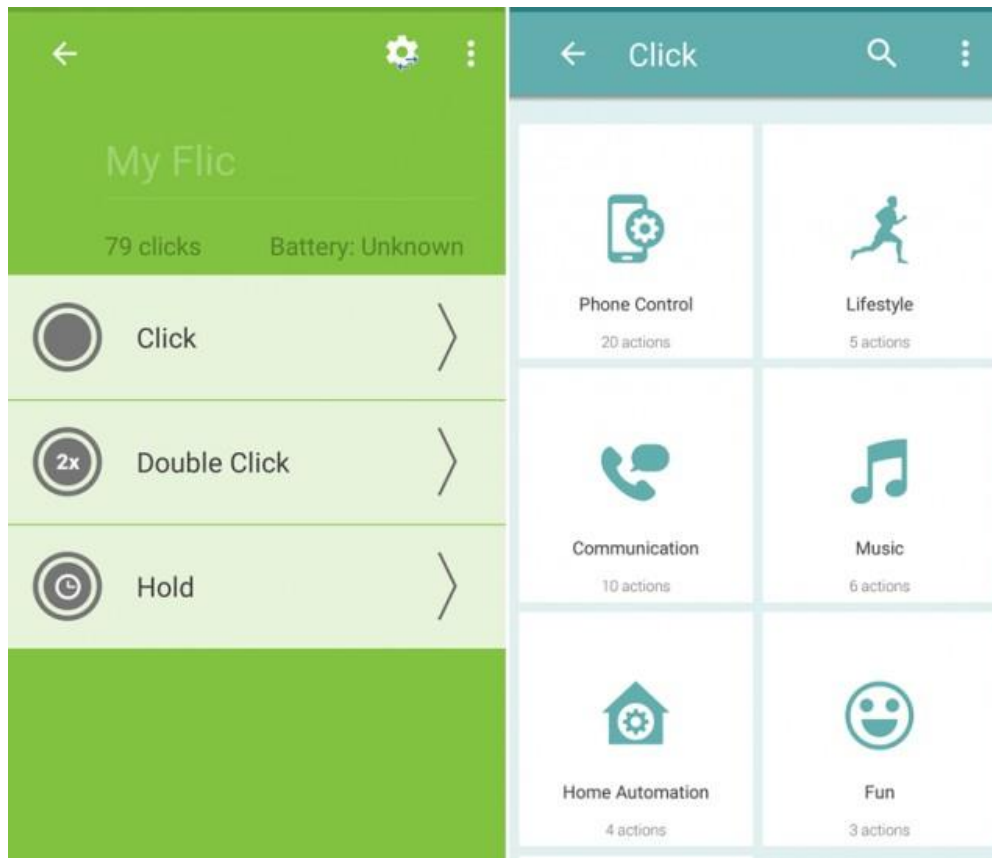 My Flic
79 clicks Battery: Unknown
Click
2x Double Click
Hold
Click
Phone Control Lifestyle
20 actions 5 actions
Communication Music
10 actions 6 actions
Home Automation Fun
4 actions 3 actions